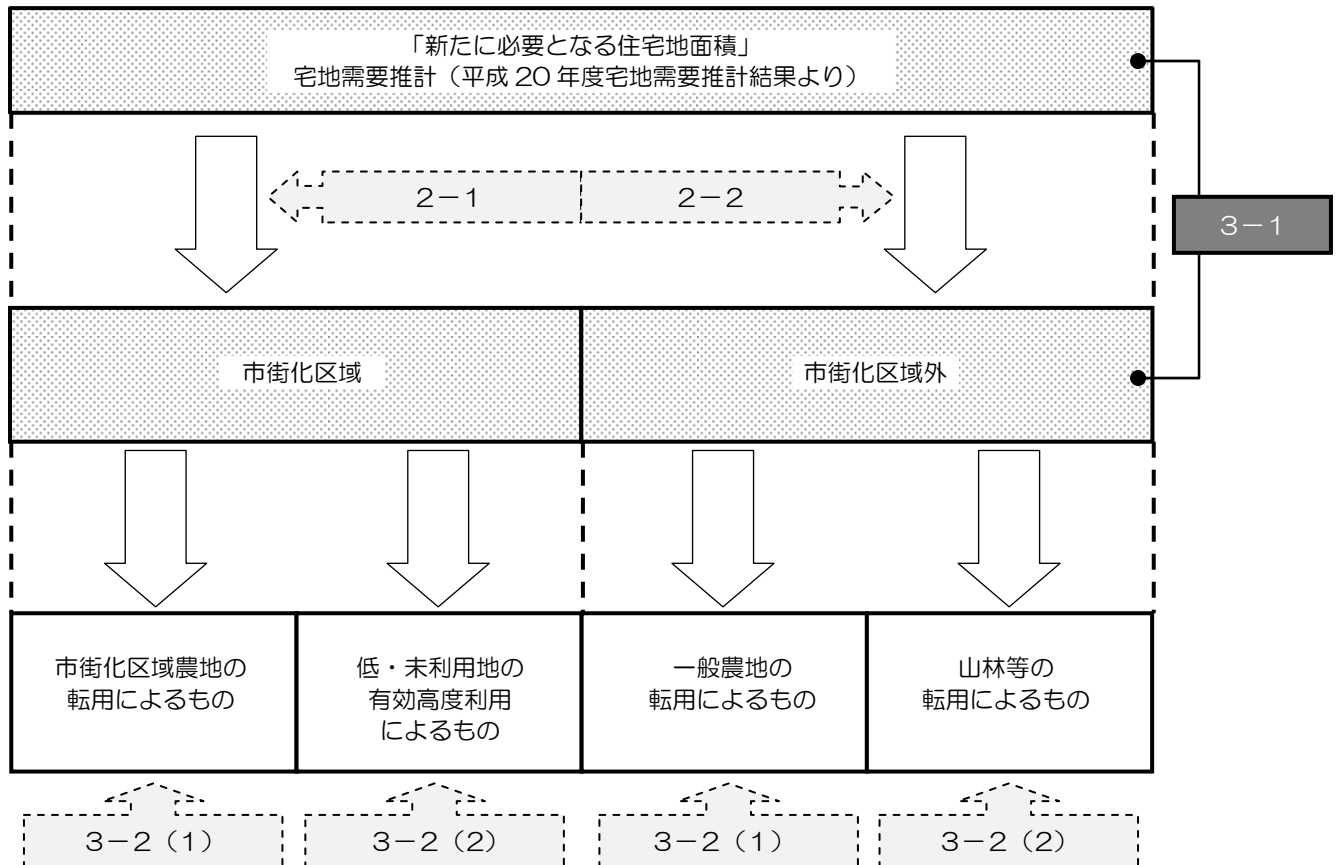 「新たに必要となる住宅地面積」
宅地需要推計（平成 20 年度宅地需要推計結果より）
2－1
2－2
3－1
市街化区域
市街化区域外
市街化区域農地の
転用によるもの
低・未利用地の
有効高度利用
によるもの
一般農地の
転用によるもの
山林等の
転用によるもの
3－2（1）
3－2（2）
3－2（1）
3－2（2）